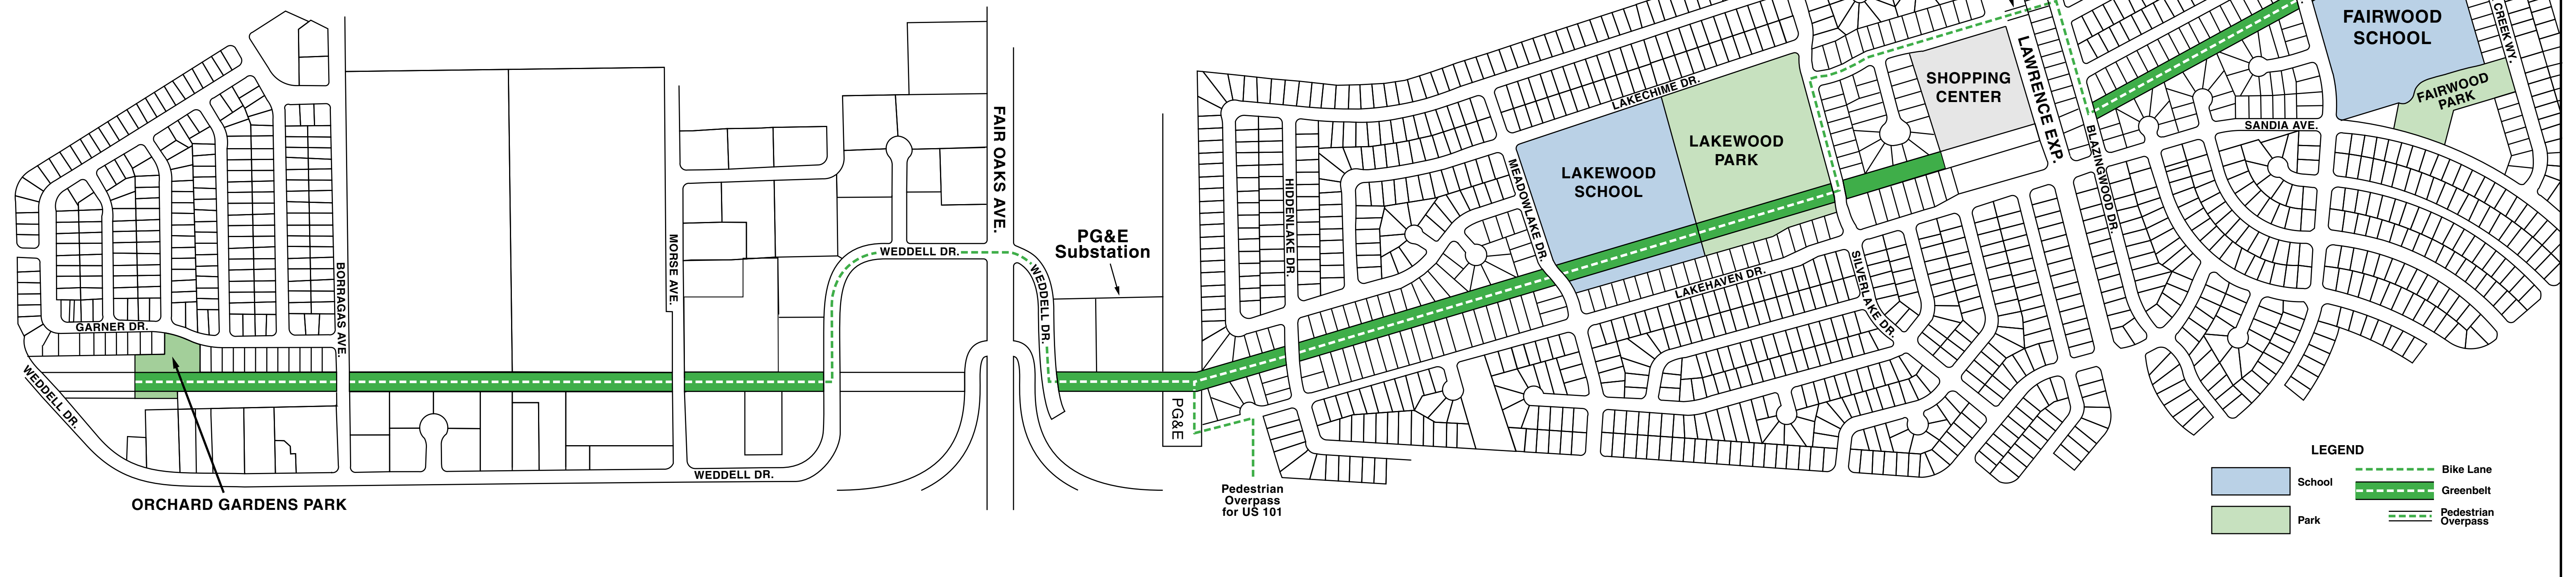 FAIRWOOD
SCHOOL
CREEK WY.
FAIRWOOD
PARK
LAWRENCE EXP.
SHOPPING
CENTER
LAKECHIME DR.
SANDIA AVE.
BLAZINGWOOD DR.
LAKEWOOD
PARK
LAKEWOOD
SCHOOL
MEADOWLAKE DR.
HIDDENLAKE DR.
FAIR OAKS AVE.
PG&E
Substation
WEDDELL DR.
WEDDELL DR.
MORSE AVE.
BORRAGAS AVE.
LAKEHAVEN DR.
SILVERLAKE DR.
GARNER DR.
WEDDELL DR.
PG&E
WEDDELL DR.
ORCHARD GARDENS PARK
Pedestrian
Overpass
for US 101
LEGEND
School
Park
Bike Lane
Greenbelt
Pedestrian
Overpass